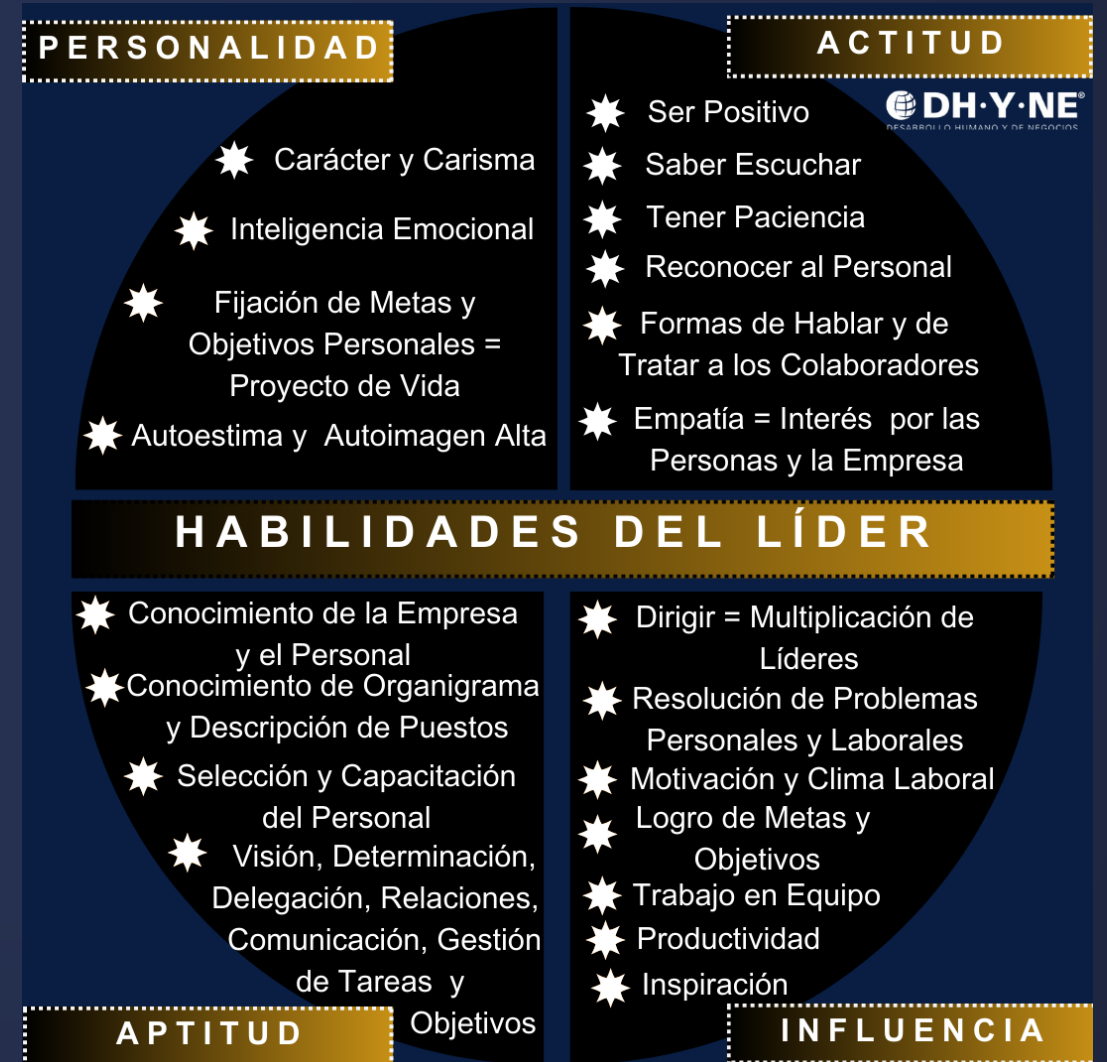 PERSONALIDAD
Carácter y Carisma
Inteligencia Emocional
Fijación de Metas y
Objetivos Personales =
Proyecto de Vida
Autoestima y Autoimagen Alta
ACTITUD
DH·Y·NE®
DESARROLLO HUMANO Y DE NEGOCIOS
Ser Positivo
Saber Escuchar
Tener Paciencia
Reconocer al Personal
Formas de Hablar y de
Tratar a los Colaboradores
Empatía = Interés por las
Personas y la Empresa
HABILIDADES DEL LÍDER
Conocimiento de la Empresa
y el Personal
Conocimiento de Organigrama
y Descripción de Puestos
Selección y Capacitación
del Personal
Visión, Determinación,
Delegación, Relaciones,
Comunicación, Gestión
de Tareas y
Objetivos
APTITUD
Dirigir = Multiplicación de
Líderes
Resolución de Problemas
Personales y Laborales
Motivación y Clima Laboral
Logro de Metas y
Objetivos
Trabajo en Equipo
Productividad
Inspiración
INFLUENCIA